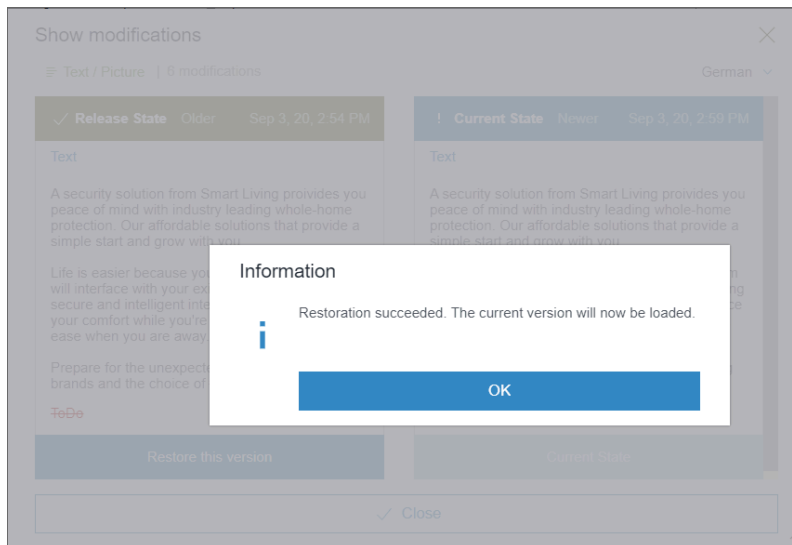 Show modifications
Text / Picture | 5 modifications
German
Release State Older Sep 3, 20, 2:54 PM
Text
A security solution from Smart Living proivides you
peace of mind with industry leading whole-home
protection. Our affordable solutions that provide a
simple start and grow with you.
Life is easier because you
will interface with your
secure and intelligent
your comfort while you're
ease when you are away.
Prepare for the
brands and the choice of
ToDo
Restore this version
! Current State Newer Sep 3, 20, 2:59 PM
Text
A security solution from Smart Living proivides you
peace of mind with industry leading whole-home
protection. Our affordable solutions that provide a
simple start and grow with you.
Current State
Information
i
Restoration succeeded. The current version will now be loaded.
OK
Close